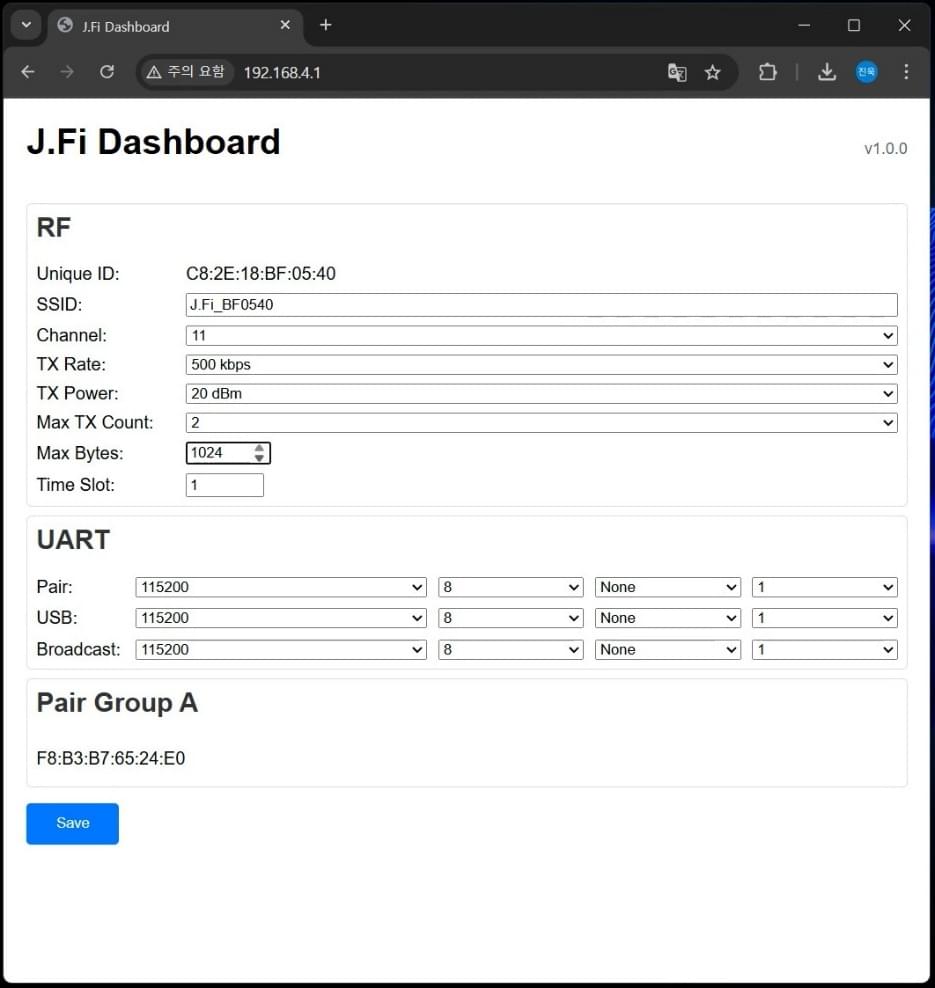 J.Fi Dashboard
주의 요함 192.168.4.1 진욱
J.Fi Dashboard
v1.0.0
RF
Unique ID: C8:2E:18:BF:05:40
SSID: J.Fi_BF0540
Channel: 11
TX Rate: 500 kbps
TX Power: 20 dBm
Max TX Count: 2
Max Bytes: 1024
Time Slot: 1
UART
Pair: 115200 8 None 1
USB: 115200 8 None 1
Broadcast: 115200 8 None 1
Pair Group A
F8:B3:B7:65:24:E0
Save